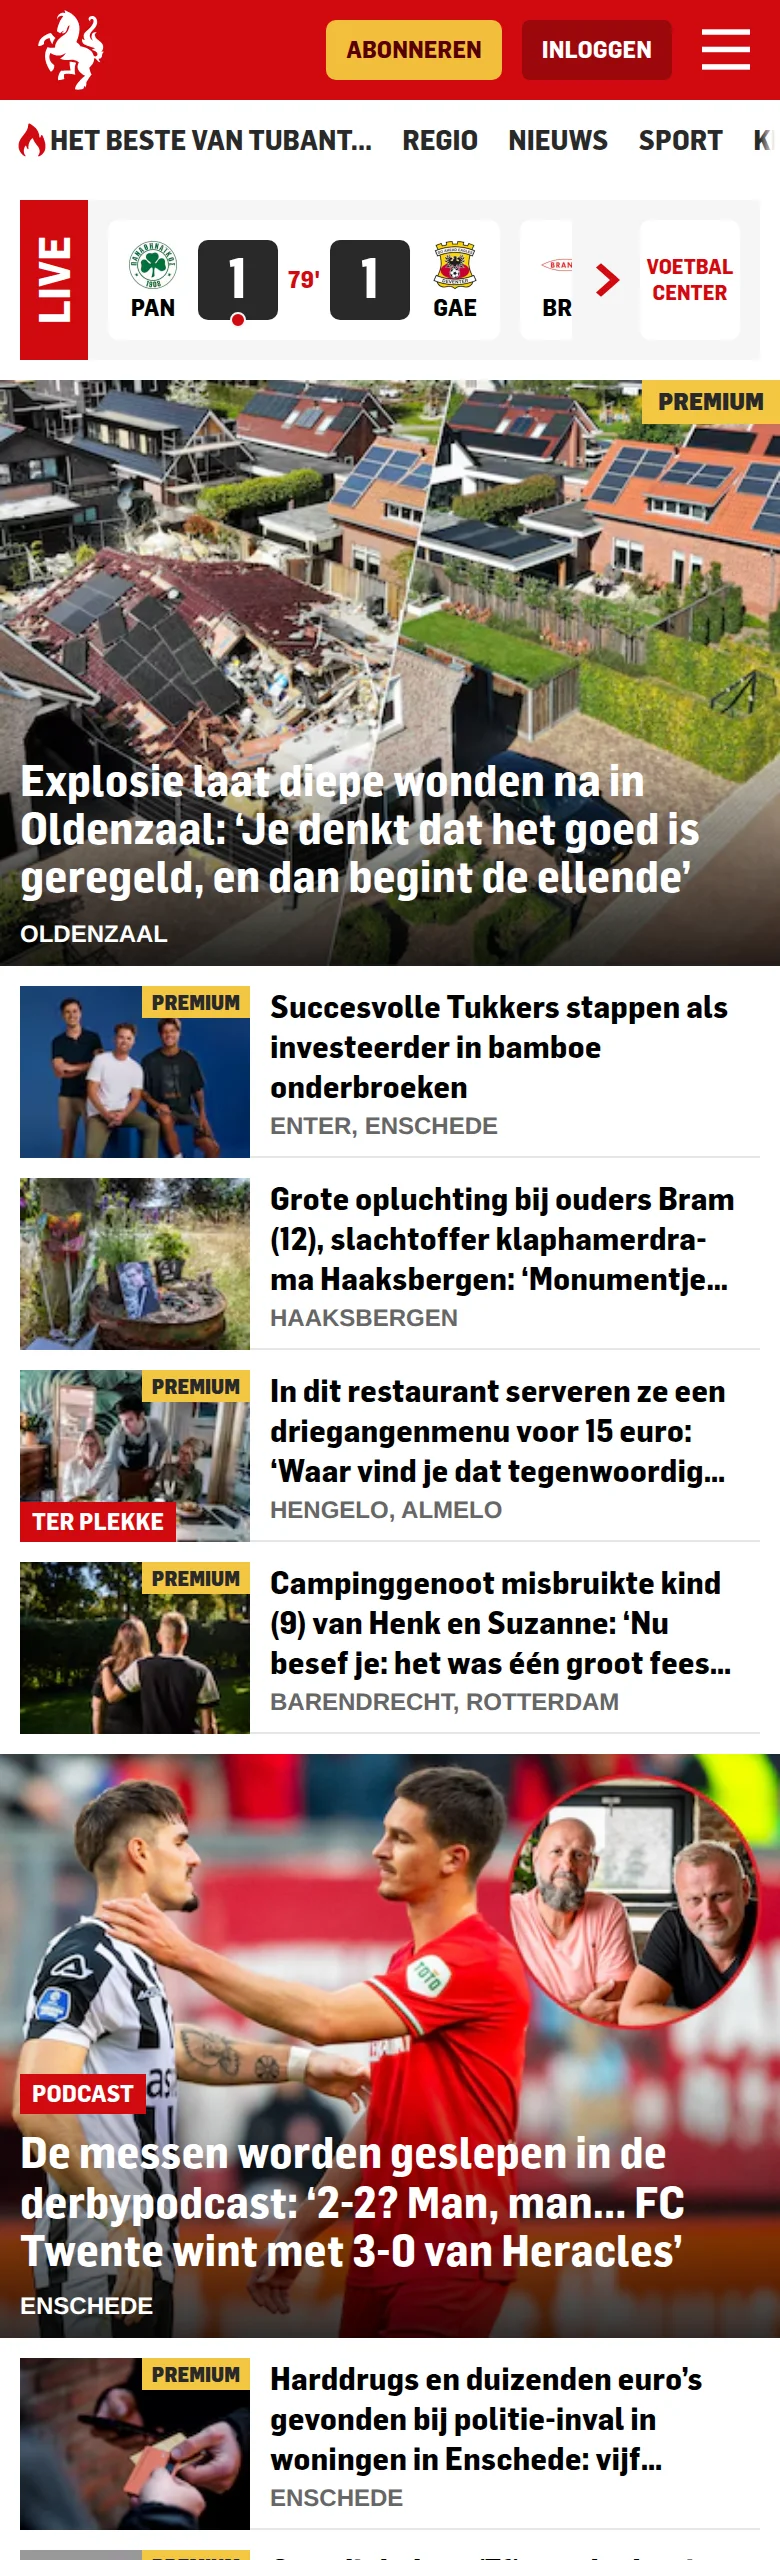 ABONNEREN
INLOGGEN
HET BESTE VAN TUBANT...
REGIO
NIEUWS
SPORT
LIVE
PAN
1
79'
1
GAE
BR
VOETBAL
CENTER
PREMIUM
Explosie laat diepe wonden na in
Oldenzaal: ‘Je denkt dat het goed is
geregeld, en dan begint de ellende’
OLDENZAAL
PREMIUM
Succesvolle Tukkers stappen als
investeerder in bamboe
onderbroeken
ENTER, ENSCHEDE
Grote opluchting bij ouders Bram
(12), slachtoffer klaphamerdra-
ma Haaksbergen: ‘Monumentje...
HAAKSBERGEN
PREMIUM
TER PLEKKE
In dit restaurant serveren ze een
driegangenmenu voor 15 euro:
‘Waar vind je dat tegenwoordig...
HENGELO, ALMELO
PREMIUM
Campinggenoot misbruikte kind
(9) van Henk en Suzanne: ‘Nu
besef je: het was één groot fees...
BARENDRECHT, ROTTERDAM
TOTO
PODCAST
De messen worden geslepen in de
derbypodcast: ‘2-2? Man, man... FC
Twente wint met 3-0 van Heracles’
ENSCHEDE
PREMIUM
Harddrugs en duizenden euro’s
gevonden bij politie-inval in
woningen in Enschede: vijf...
ENSCHEDE
PREMIUM